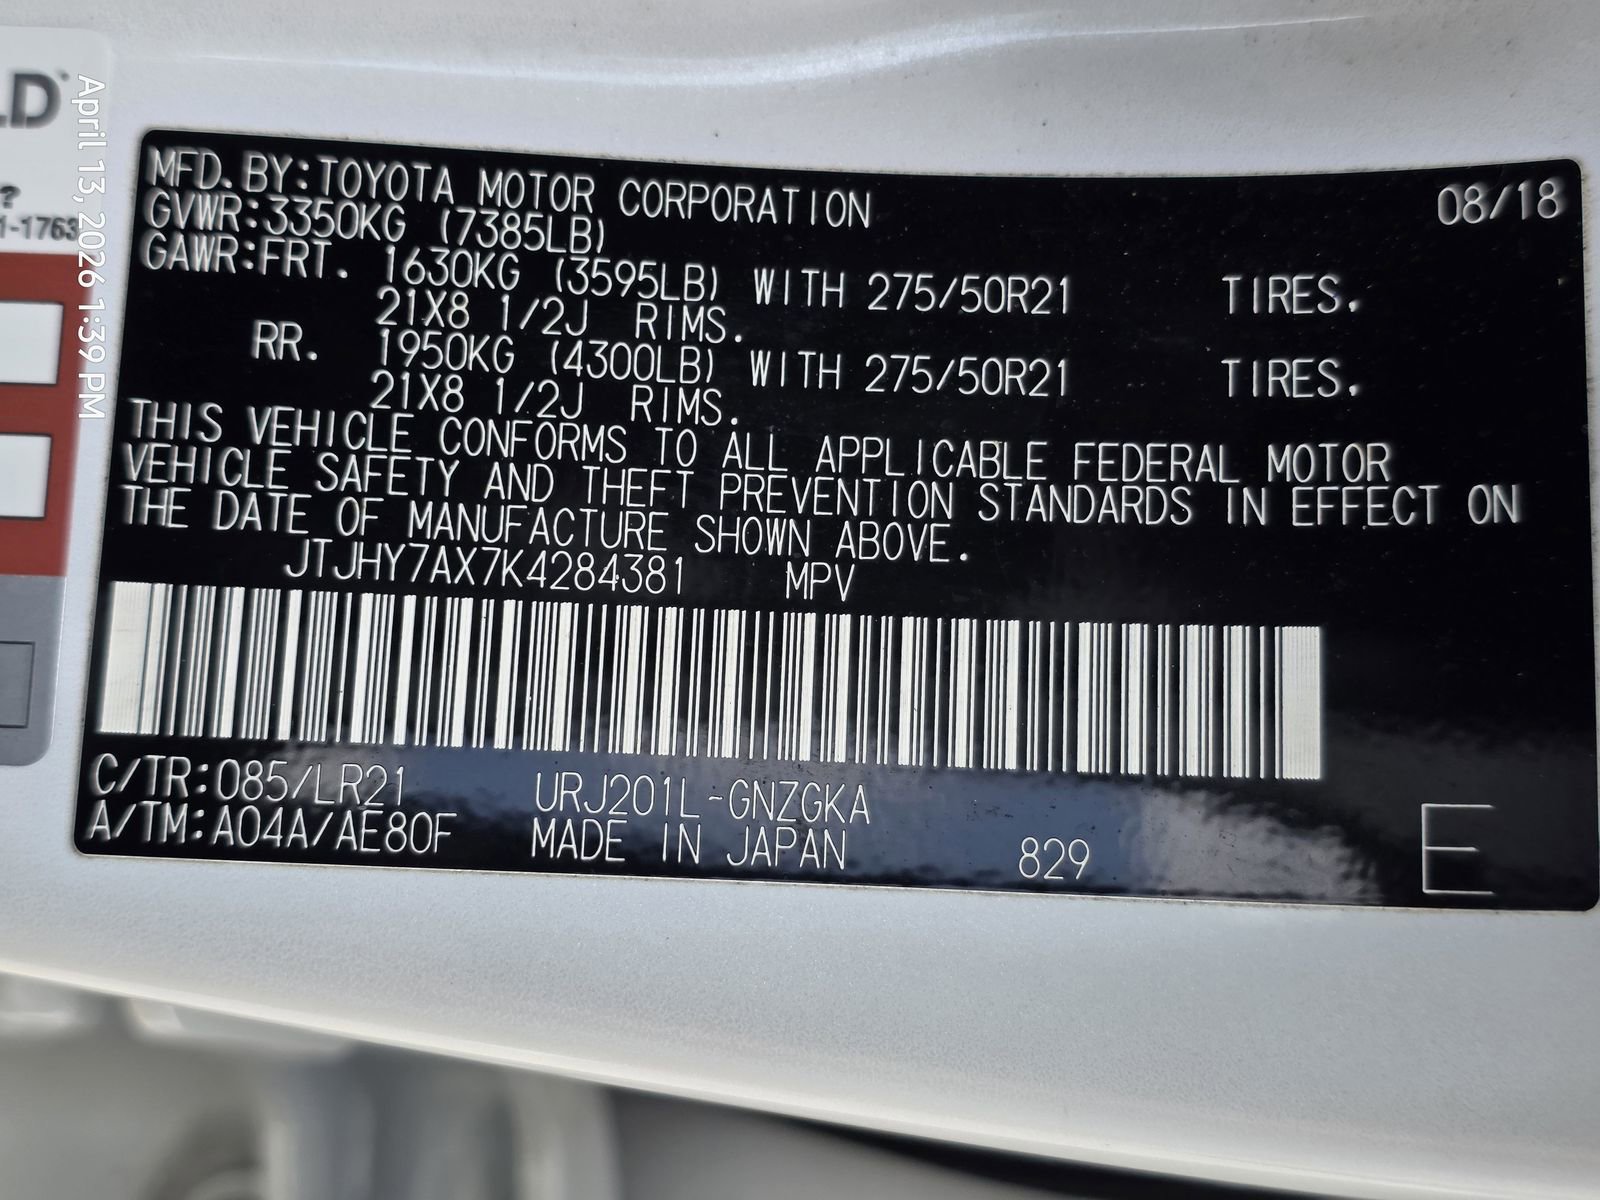 LD
?
1-1763
April 13, 2026 1:39 PM
MFD. BY: TOYOTA MOTOR CORPORATION 08/18
GVWR: 3350KG (7385LB)
GAWR: FRT. 1630KG (3595LB) WITH 275/50R21 TIRES.
21X8 1/2J RIMS.
RR. 1950KG (4300LB) WITH 275/50R21 TIRES.
21X8 1/2J RIMS.
THIS VEHICLE CONFORMS TO ALL APPLICABLE FEDERAL MOTOR
VEHICLE SAFETY AND THEFT PREVENTION STANDARDS IN EFFECT ON
THE DATE OF MANUFACTURE SHOWN ABOVE.
JTJHY7AX7K4284381 MPV
C/TR: 085/LR21 URJ201L-GNZGKA
A/TM: A04A/AE80F MADE IN JAPAN 829 E